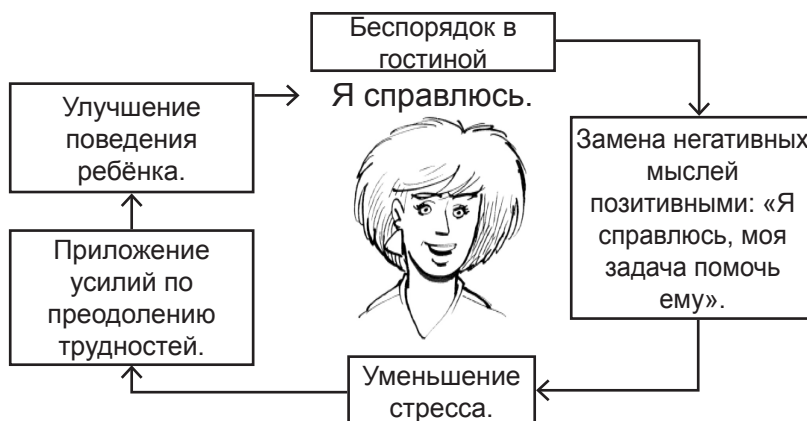 Беспорядок в
гостиной
Я справлюсь.
Замена негативных
мыслей
позитивными: «Я
справлюсь, моя
задача помочь
ему».
Уменьшение
стресса.
Приложение
усилий по
преодолению
трудностей.
Улучшение
поведения
ребёнка.